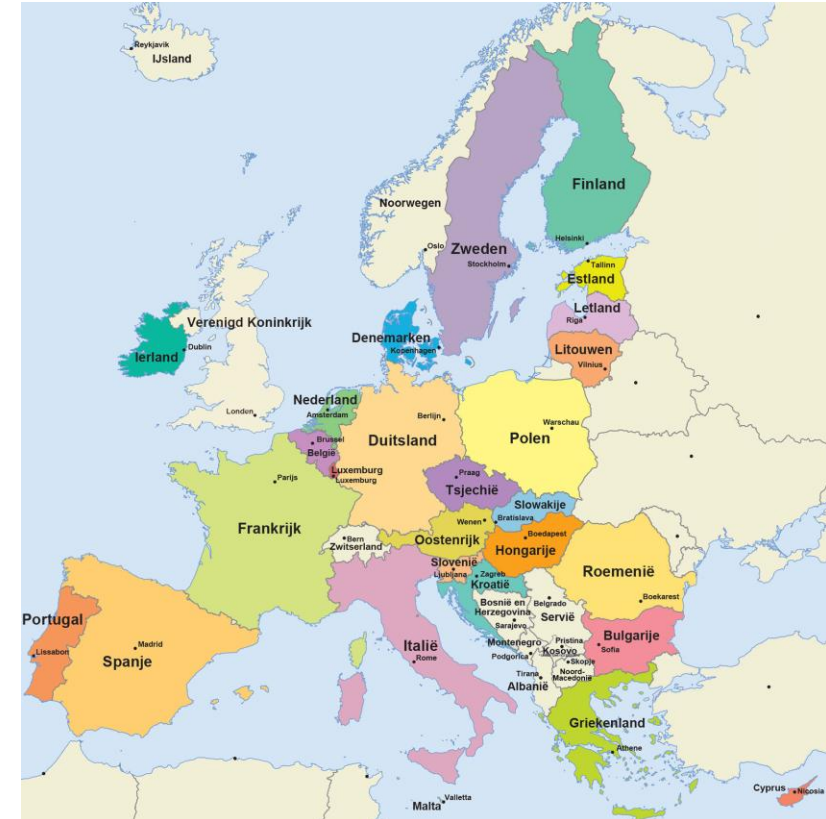 Reykjavik
IJsland
Noorwegen
Oslo
Zweden
Stockholm
Finland
Helsinki
Tallinn
Estland
Letland
Riga
Litouwen
Vilnius
Verenigd Koninkrijk
Ierland
Dublin
Londen
Denemarken
Kopenhagen
Nederland
Amsterdam
Brussel
België
Luxemburg
Luxemburg
Berlijn
Duitsland
Warschau
Polen
Praag
Tsjechië
Slowakije
Bratislava
Wenen
Oostenrijk
Boedapest
Hongarije
Parijs
Frankrijk
Bern
Zwitserland
Slovenië
Ljubljana
Zagreb
Kroatië
Roemenië
Boekarest
Bosnië en
Herzegovina
Sarajevo
Belgrado
Servië
Montenegro
Podgorica
Pristina
Kosovo
Skopje
Noord-
Macedonië
Tirana
Albanië
Bulgarije
Sofia
Portugal
Lissabon
Madrid
Spanje
Italië
Rome
Griekenland
Athene
Valletta
Malta
Cyprus
Nicosia